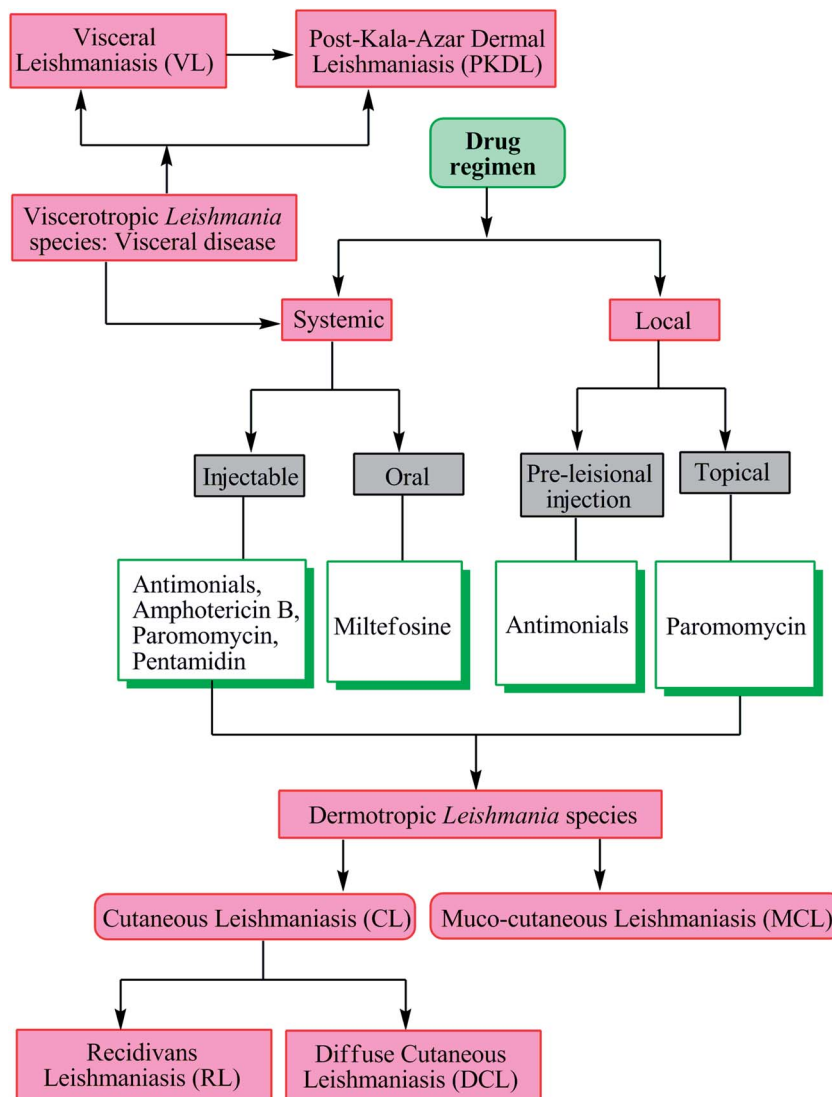 Visceral
Leishmaniasis (VL)
Post-Kala-Azar Dermal
Leishmaniasis (PKDL)
Drug
regimen
Viscerotropic Leishmania
species: Visceral disease
Systemic
Local
Injectable
Oral
Pre-leisional
injection
Topical
Antimonials,
Amphotericin B,
Paromomycin,
Pentamidin
Miltefosine
Antimonials
Paromomycin
Dermotropic Leishmania species
Cutaneous Leishmaniasis (CL)
Muco-cutaneous Leishmaniasis (MCL)
Recidivans
Leishmaniasis (RL)
Diffuse Cutaneous
Leishmaniasis (DCL)